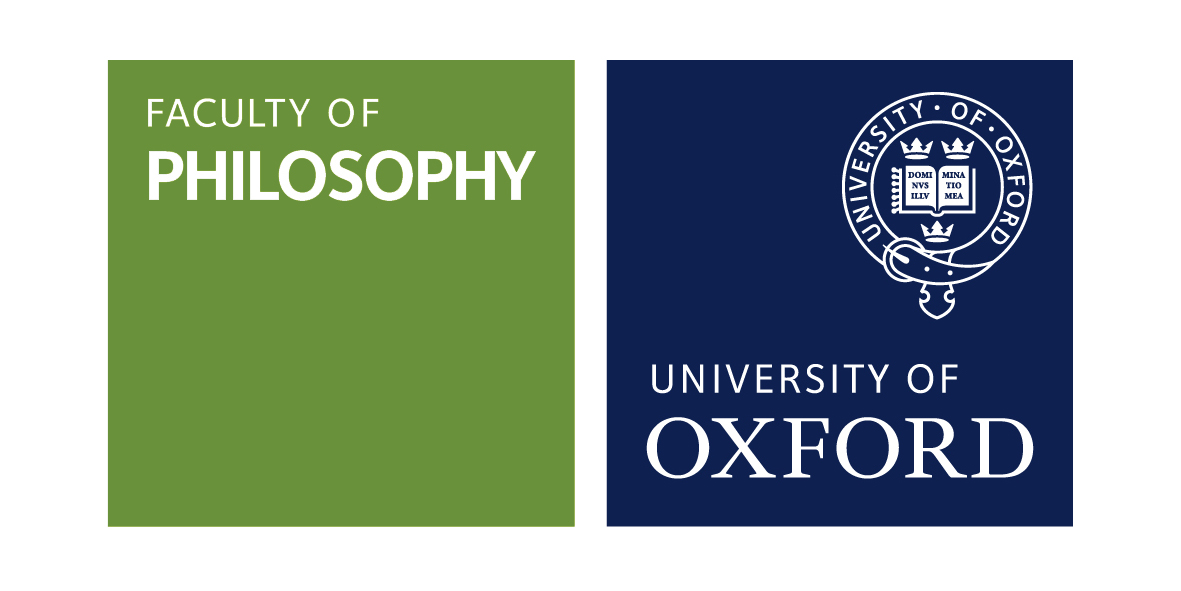 FACULTY OF
PHILOSOPHY
UNIVERSITY · OF · OXFORD
DOMI
NVS
ILLV
MINA
TIO
MEA
UNIVERSITY OF
OXFORD